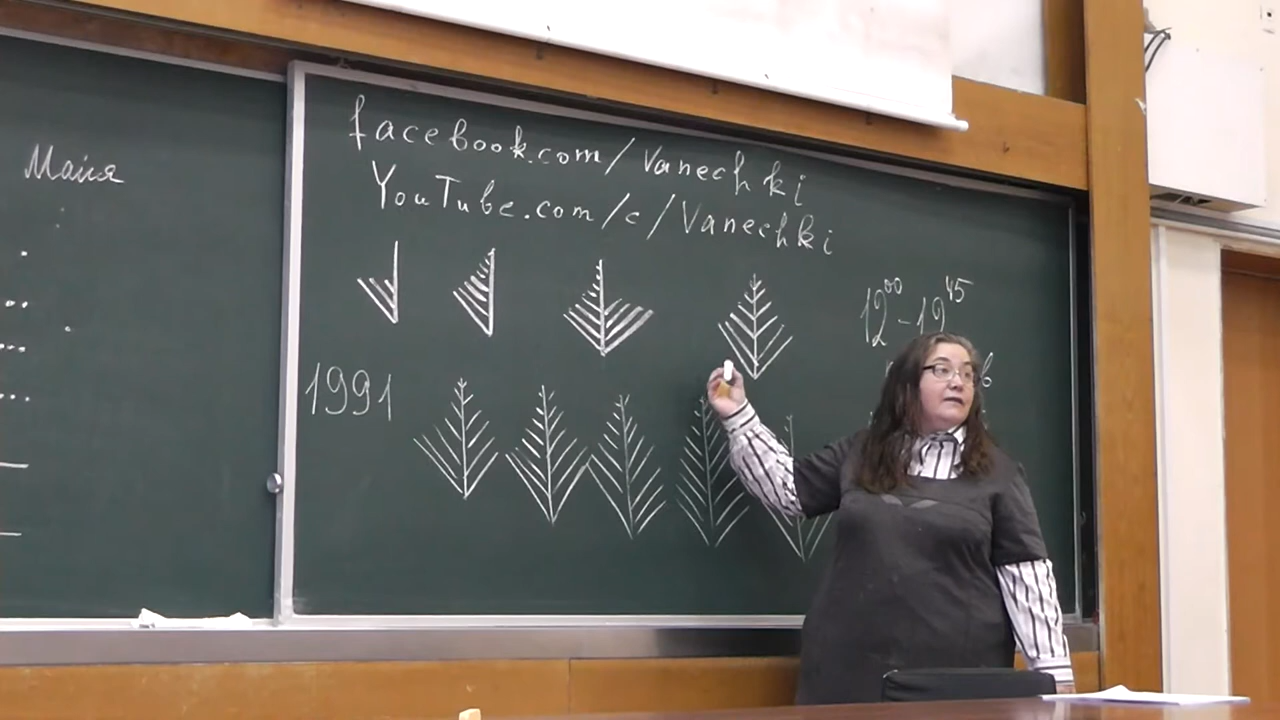 Майя
facebook.com/Vanechki
YouTube.com/c/Vanechki
12⁰⁰-19⁴⁵
1991